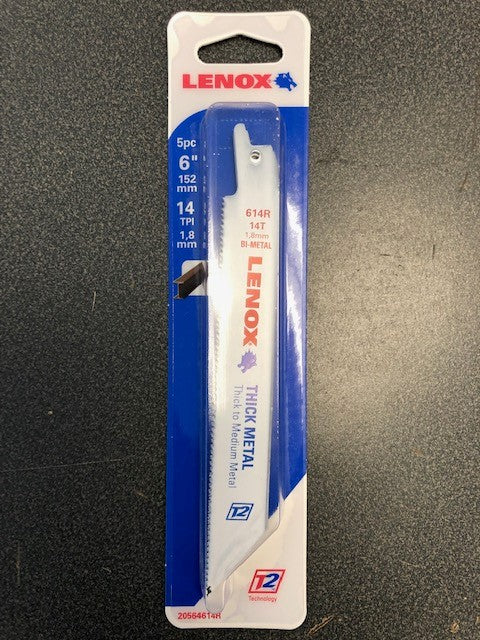 LENOX
5pc
6"
152
mm
14
TPI
1,8
mm
614R
14T
1,8mm
BI-METAL
LENOX
THICK METAL
Thick to Medium Metal
T2
T2
Technology
20564614R